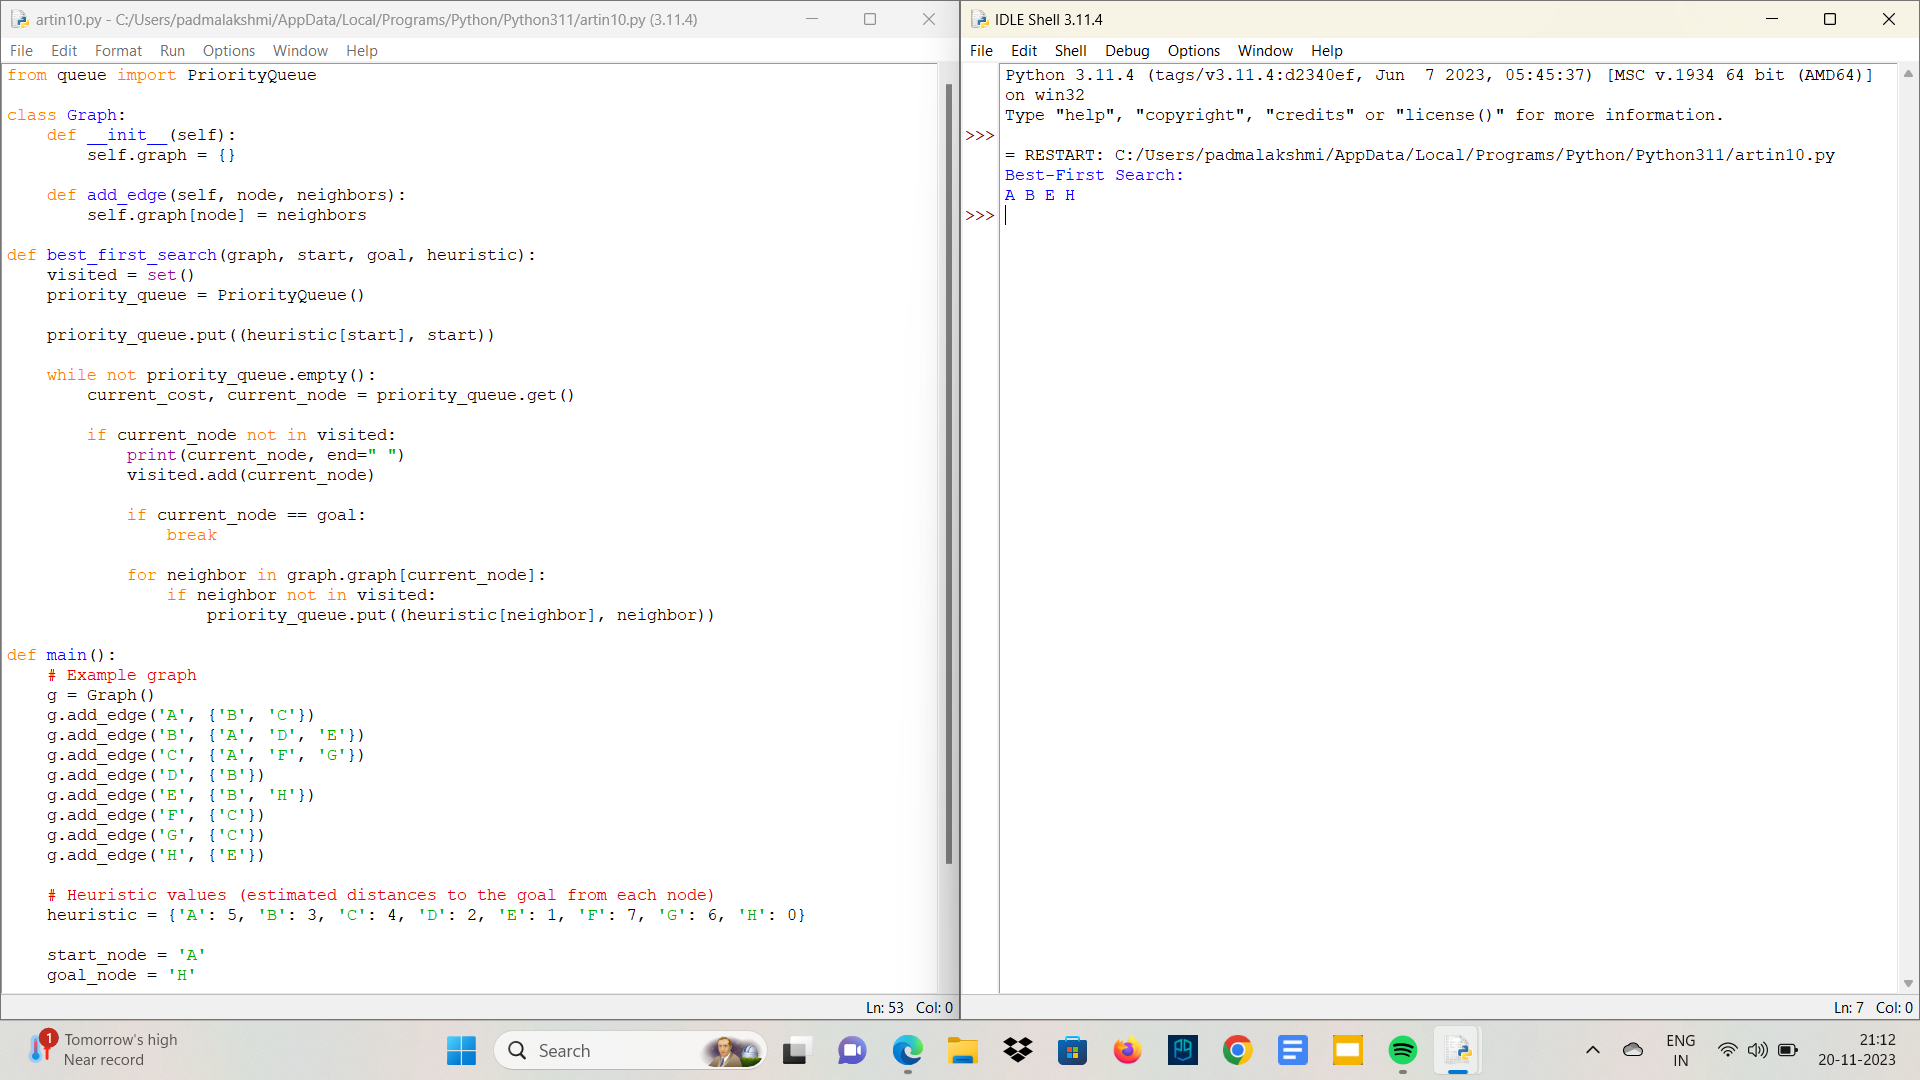 artin10.py - C:/Users/padmalakshmi/AppData/Local/Programs/Python/Python311/artin10.py (3.11.4)
File Edit Format Run Options Window Help
from queue import PriorityQueue
class Graph:
    def __init__(self):
        self.graph = {}
    def add_edge(self, node, neighbors):
        self.graph[node] = neighbors
def best_first_search(graph, start, goal, heuristic):
    visited = set()
    priority_queue = PriorityQueue()
    priority_queue.put((heuristic[start], start))
    while not priority_queue.empty():
        current_cost, current_node = priority_queue.get()
        if current_node not in visited:
            print(current_node, end=" ")
            visited.add(current_node)
            if current_node == goal:
                break
            for neighbor in graph.graph[current_node]:
                if neighbor not in visited:
                    priority_queue.put((heuristic[neighbor], neighbor))
def main():
    # Example graph
    g = Graph()
    g.add_edge('A', {'B', 'C'})
    g.add_edge('B', {'A', 'D', 'E'})
    g.add_edge('C', {'A', 'F', 'G'})
    g.add_edge('D', {'B'})
    g.add_edge('E', {'B', 'H'})
    g.add_edge('F', {'C'})
    g.add_edge('G', {'C'})
    g.add_edge('H', {'E'})
    # Heuristic values (estimated distances to the goal from each node)
    heuristic = {'A': 5, 'B': 3, 'C': 4, 'D': 2, 'E': 1, 'F': 7, 'G': 6, 'H': 0}
    start_node = 'A'
    goal_node = 'H'
Ln: 53 Col: 0
IDLE Shell 3.11.4
File Edit Shell Debug Options Window Help
Python 3.11.4 (tags/v3.11.4:d2340ef, Jun  7 2023, 05:45:37) [MSC v.1934 64 bit (AMD64)]
on win32
Type "help", "copyright", "credits" or "license()" for more information.
>>>
= RESTART: C:/Users/padmalakshmi/AppData/Local/Programs/Python/Python311/artin10.py
Best-First Search:
A B E H
>>>
Ln: 7 Col: 0
1
Tomorrow's high
Near record
Search
ENG
IN
21:12
20-11-2023